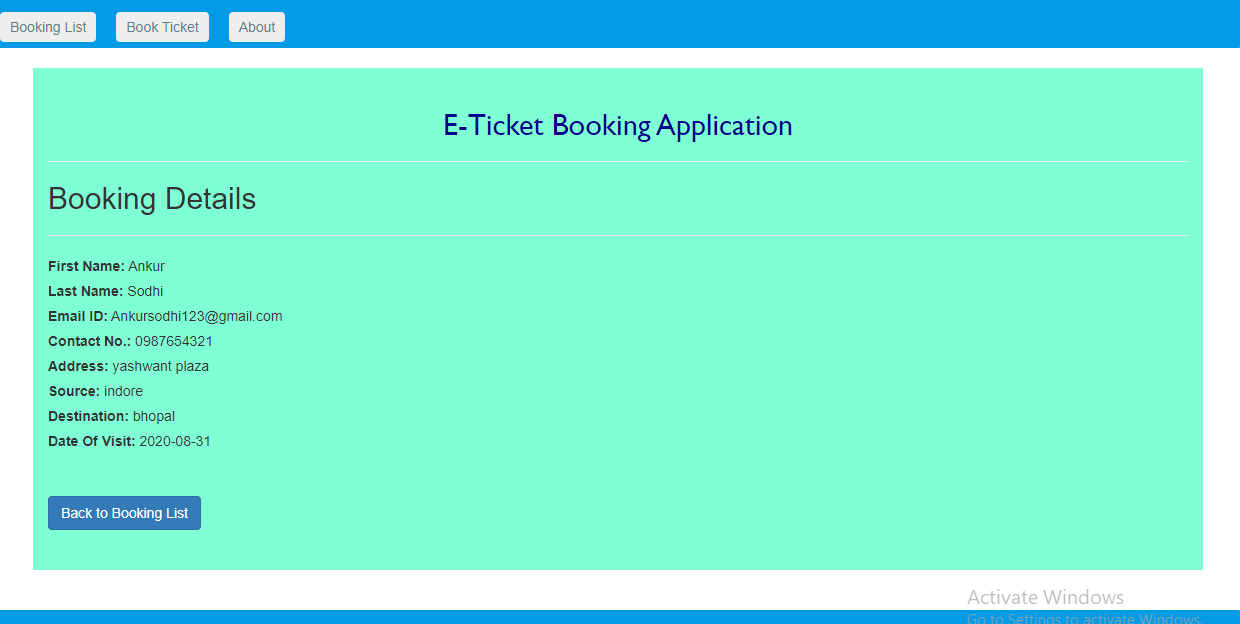 Booking List Book Ticket About
E-Ticket Booking Application
Booking Details
First Name: Ankur
Last Name: Sodhi
Email ID: Ankursodhi123@gmail.com
Contact No.: 0987654321
Address: yashwant plaza
Source: indore
Destination: bhopal
Date Of Visit: 2020-08-31
Back to Booking List
Activate Windows
Go to Settings to activate Windows.